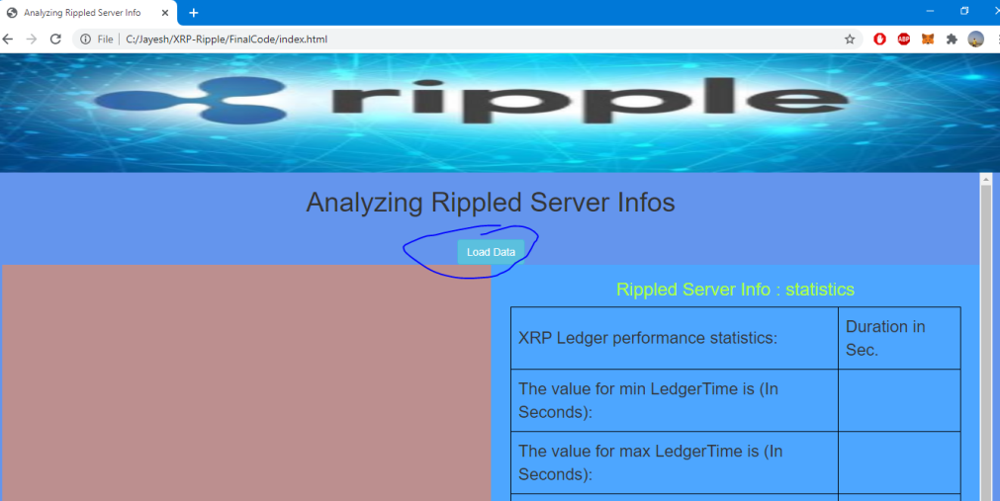 Analyzing Rippled Server Info
File
C:/Jayesh/XRP-Ripple/FinalCode/index.html
ABP
ripple
Analyzing Rippled Server Infos
Load Data
Rippled Server Info : statistics
XRP Ledger performance statistics:
Duration in
Sec.
The value for min LedgerTime is (In
Seconds):
The value for max LedgerTime is (In
Seconds):